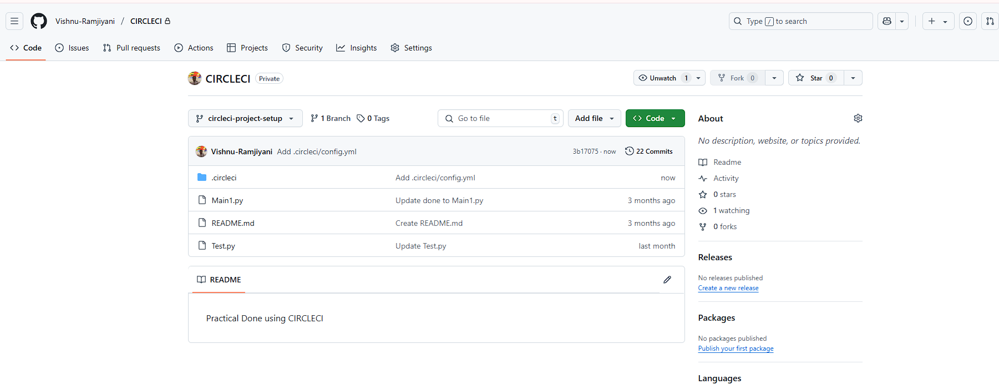 Vishnu-Ramjiyani / CIRCLECI
Type / to search
Code Issues Pull requests Actions Projects Security Insights Settings
CIRCLECI Private
Unwatch 1 Fork 0 Star 0
circleci-project-setup 1 Branch 0 Tags Go to file t Add file Code
Vishnu-Ramjiyani Add .circleci/config.yml 3b17075 · now 22 Commits
.circleci Add .circleci/config.yml now
Main1.py Update done to Main1.py 3 months ago
README.md Create README.md 3 months ago
Test.py Update Test.py last month
README
Practical Done using CIRCLECI
About
No description, website, or topics provided.
Readme
Activity
0 stars
1 watching
0 forks
Releases
No releases published
Create a new release
Packages
No packages published
Publish your first package
Languages